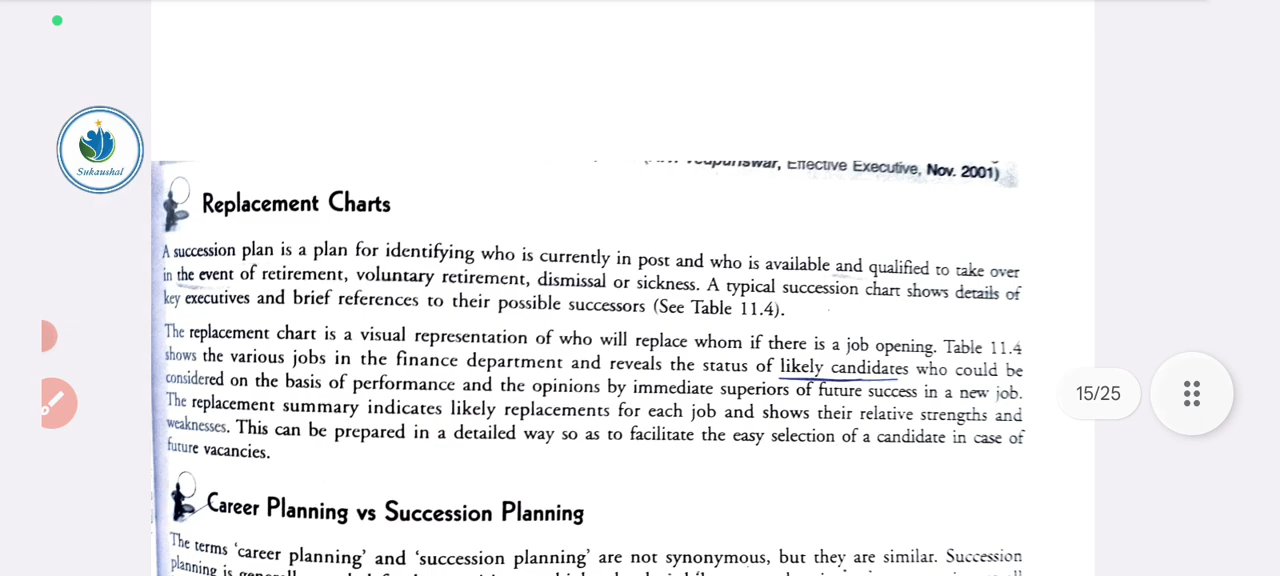 Sukaushal
Effective Executive, Nov. 2001)
Replacement Charts
A succession plan is a plan for identifying who is currently in post and who is available and qualified to take over
in the event of retirement, voluntary retirement, dismissal or sickness. A typical succession chart shows details of
key executives and brief references to their possible successors (See Table 11.4).
The replacement chart is a visual representation of who will replace whom if there is a job opening. Table 11.4
shows the various jobs in the finance department and reveals the status of likely candidates who could be
considered on the basis of performance and the opinions by immediate superiors of future success in a new job.
The replacement summary indicates likely replacements for each job and shows their relative strengths and
weaknesses. This can be prepared in a detailed way so as to facilitate the easy selection of a candidate in case of
future vacancies.
15/25
Career Planning vs Succession Planning
The terms 'career planning' and 'succession planning' are not synonymous, but they are similar. Succession
planning is